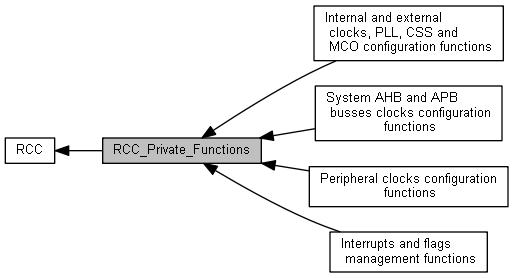 Internal and external
clocks, PLL, CSS and
MCO configuration functions
System AHB and APB
busses clocks configuration
functions
RCC
RCC_Private_Functions
Peripheral clocks configuration
functions
Interrupts and flags
management functions